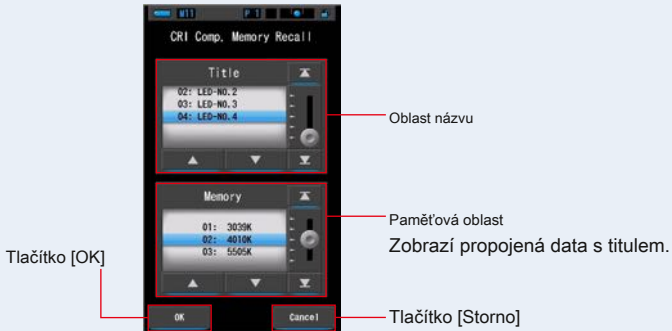 M11 P 1
CRI Comp. Memory Recall
Title
02: LED-NO.2
03: LED-NO.3
04: LED-NO.4
Oblast názvu
Memory
01: 3039K
02: 4010K
03: 5505K
Paměťová oblast
Zobrazí propojená data s titulem.
Tlačítko [OK]
OK
Cancel
Tlačítko [Storno]